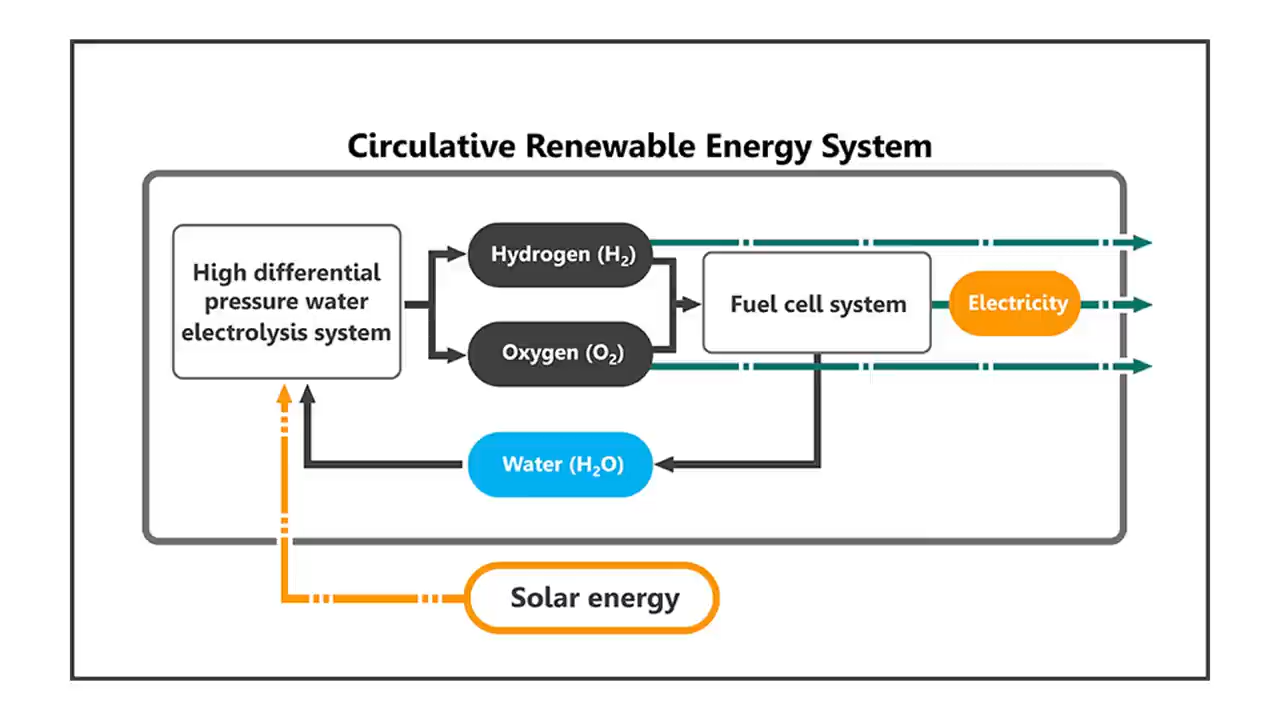 Circulative Renewable Energy System
High differential
pressure water
electrolysis system
Hydrogen (H₂)
Oxygen (O₂)
Fuel cell system
Electricity
Water (H₂O)
Solar energy